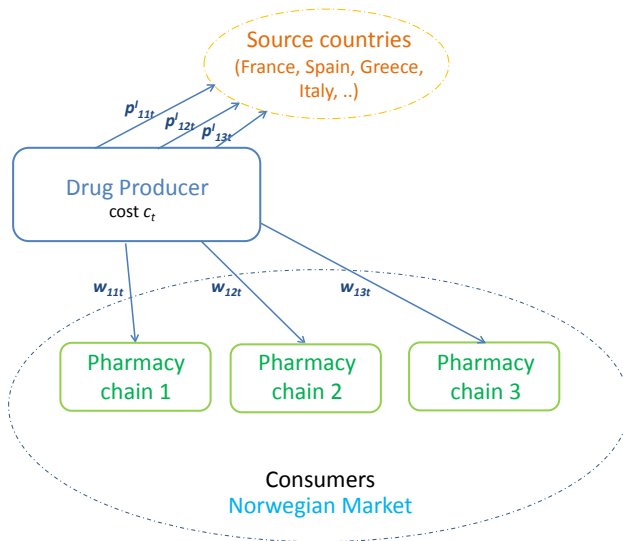 Source countries
(France, Spain, Greece,
Italy, ..)
p^I_11t
p^I_12t
p^I_13t
Drug Producer
cost c_t
w_11t
w_12t
w_13t
Pharmacy
chain 1
Pharmacy
chain 2
Pharmacy
chain 3
Consumers
Norwegian Market